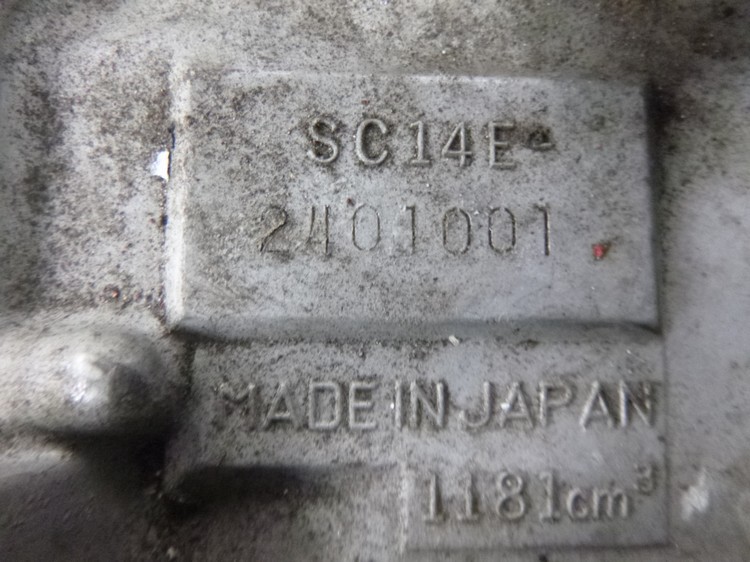 SC14E-
2401001
MADE IN JAPAN
1181cm³